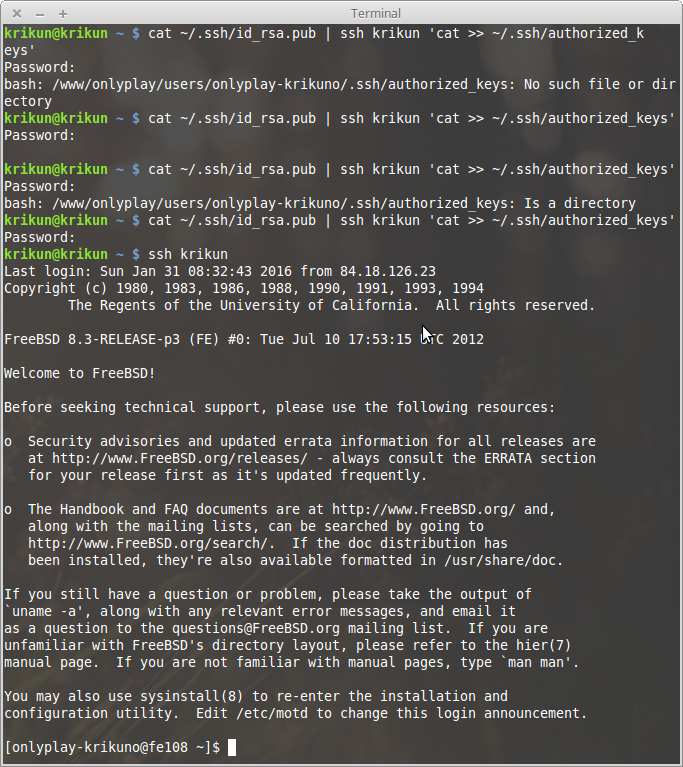 Terminal
krikun@krikun ~ $ cat ~/.ssh/id_rsa.pub | ssh krikun 'cat >> ~/.ssh/authorized_k
eys'
Password:
bash: /www/onlyplay/users/onlyplay-krikuno/.ssh/authorized_keys: No such file or dir
ectory
krikun@krikun ~ $ cat ~/.ssh/id_rsa.pub | ssh krikun 'cat >> ~/.ssh/authorized_keys'
Password:
krikun@krikun ~ $ cat ~/.ssh/id_rsa.pub | ssh krikun 'cat >> ~/.ssh/authorized_keys'
Password:
bash: /www/onlyplay/users/onlyplay-krikuno/.ssh/authorized_keys: Is a directory
krikun@krikun ~ $ cat ~/.ssh/id_rsa.pub | ssh krikun 'cat >> ~/.ssh/authorized_keys'
Password:
krikun@krikun ~ $ ssh krikun
Last login: Sun Jan 31 08:32:43 2016 from 84.18.126.23
Copyright (c) 1980, 1983, 1986, 1988, 1990, 1991, 1993, 1994
        The Regents of the University of California.  All rights reserved.

FreeBSD 8.3-RELEASE-p3 (FE) #0: Tue Jul 10 17:53:15 UTC 2012

Welcome to FreeBSD!

Before seeking technical support, please use the following resources:

o  Security advisories and updated errata information for all releases are
   at http://www.FreeBSD.org/releases/ - always consult the ERRATA section
   for your release first as it's updated frequently.

o  The Handbook and FAQ documents are at http://www.FreeBSD.org/ and,
   along with the mailing lists, can be searched by going to
   http://www.FreeBSD.org/search/.  If the doc distribution has
   been installed, they're also available formatted in /usr/share/doc.

If you still have a question or problem, please take the output of
`uname -a', along with any relevant error messages, and email it
as a question to the questions@FreeBSD.org mailing list.  If you are
unfamiliar with FreeBSD's directory layout, please refer to the hier(7)
manual page.  If you are not familiar with manual pages, type `man man'.

You may also use sysinstall(8) to re-enter the installation and
configuration utility.  Edit /etc/motd to change this login announcement.

[onlyplay-krikuno@fe108 ~]$